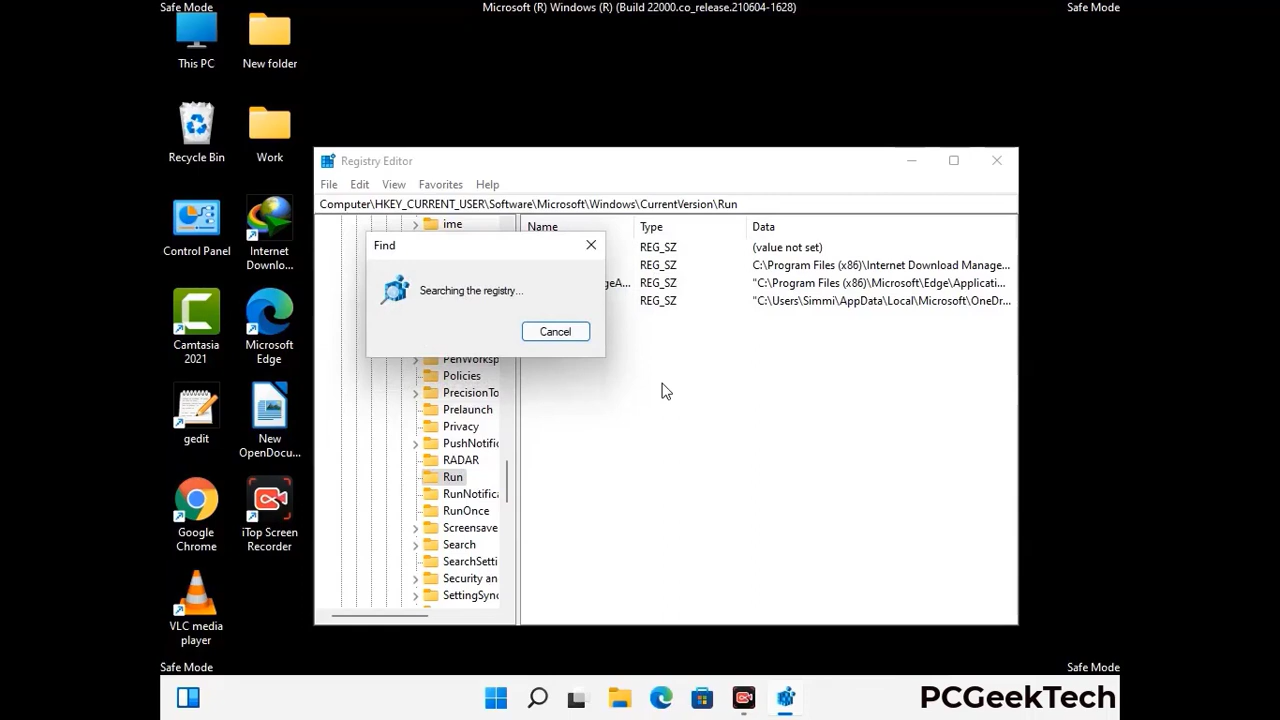 Safe Mode
Microsoft (R) Windows (R) (Build 22000.co_release.210604-1628)
Safe Mode
This PC
New folder
Recycle Bin
Work
Control Panel
Internet
Downlo...
Camtasia
2021
Microsoft
Edge
gedit
New
OpenDocu...
Google
Chrome
iTop Screen
Recorder
VLC media
player
Registry Editor
File Edit View Favorites Help
Computer\HKEY_CURRENT_USER\Software\Microsoft\Windows\CurrentVersion\Run
ime
PenWorksp
Policies
PrecisionTo
Prelaunch
Privacy
PushNotific
RADAR
Run
RunNotifica
RunOnce
Screensave
Search
SearchSetti
Security an
SettingSync
Name Type Data
REG_SZ (value not set)
REG_SZ C:\Program Files (x86)\Internet Download Manage...
geA... REG_SZ "C:\Program Files (x86)\Microsoft\Edge\Applicati...
REG_SZ "C:\Users\Simmi\AppData\Local\Microsoft\OneDr...
Find
Searching the registry...
Cancel
Safe Mode
Safe Mode
PCGeekTech